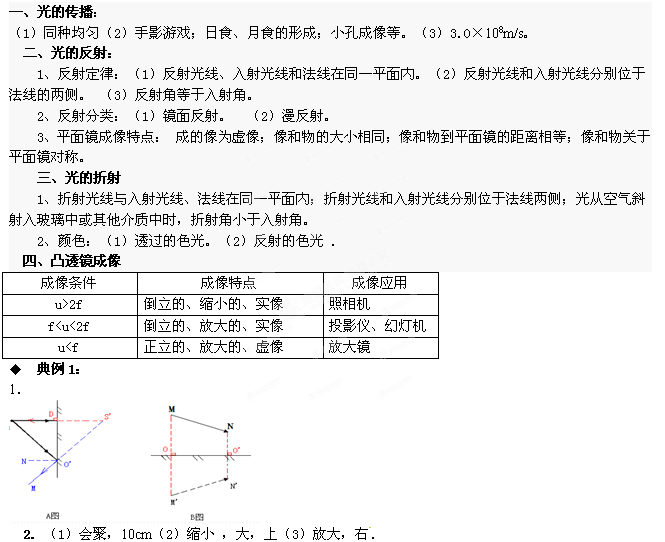 一、光的传播:
(1)同种均匀(2)手影游戏;日食、月食的形成;小孔成像等。(3)3.0×10⁸m/s。
二、光的反射:
1、反射定律:(1)反射光线、入射光线和法线在同一平面内。(2)反射光线和入射光线分别位于
法线的两侧。(3)反射角等于入射角。
2、反射分类:(1)镜面反射。 (2)漫反射。
3、平面镜成像特点: 成的像为虚像;像和物的大小相同;像和物到平面镜的距离相等;像和物关于
平面镜对称。
三、光的折射
1、折射光线与入射光线、法线在同一平面内;折射光线和入射光线分别位于法线两侧;光从空气斜
射入玻璃中或其他介质中时,折射角小于入射角。
2、颜色:(1)透过的色光。(2)反射的色光 .
四、凸透镜成像
成像条件 成像特点 成像应用
u>2f 倒立的、缩小的、实像 照相机
f<u<2f 倒立的、放大的、实像 投影仪、幻灯机
u<f 正立的、放大的、虚像 放大镜
◆ 典例1:
1.
D S'
N O'
M
A图
M
N
O O'
N'
M'
B图
2. (1)会聚,10cm(2)缩小 ,大,上(3)放大,右.